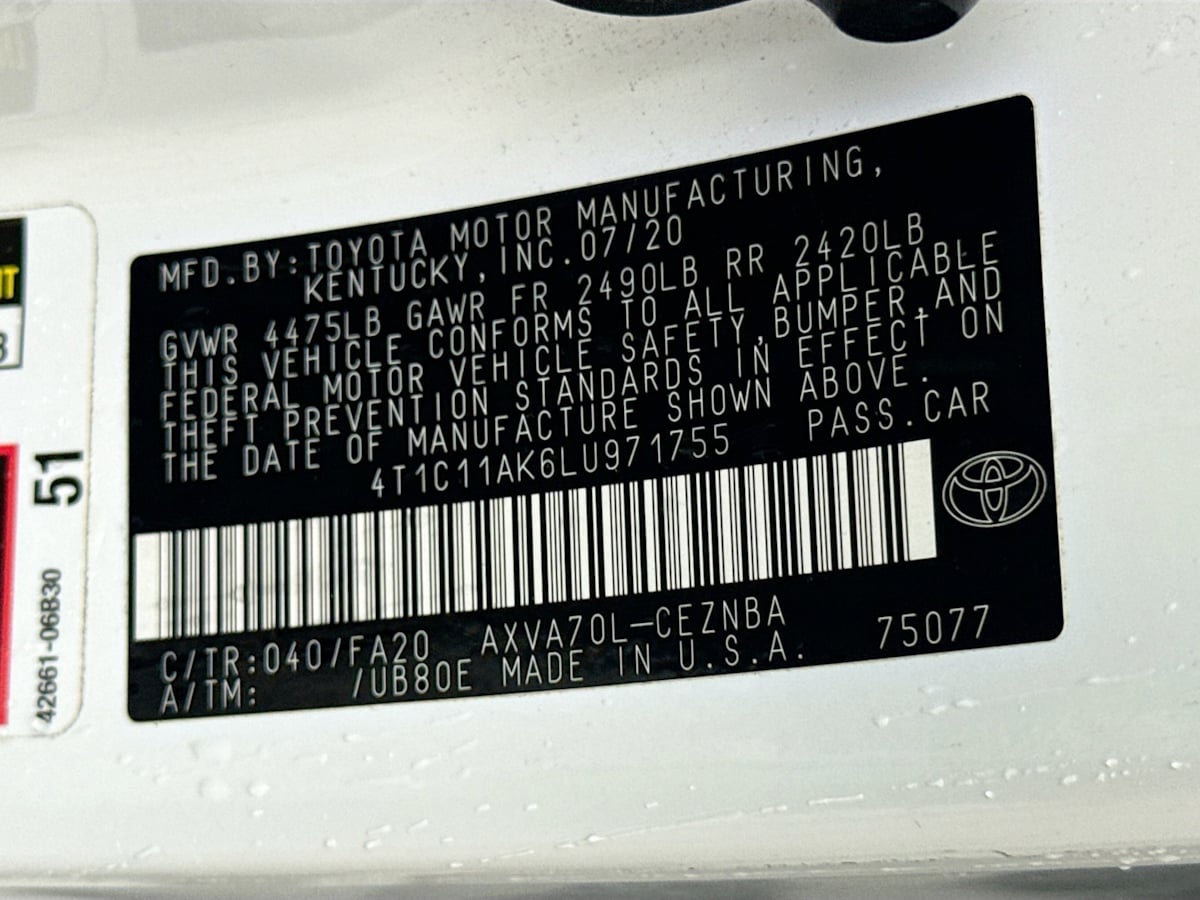 MFD.BY:TOYOTA MOTOR MANUFACTURING,
KENTUCKY,INC.07/20
GVWR 4475LB GAWR FR 2490LB RR 2420LB
THIS VEHICLE CONFORMS TO ALL APPLICABLE
FEDERAL MOTOR VEHICLE SAFETY,BUMPER,AND
THEFT PREVENTION STANDARDS IN EFFECT ON
THE DATE OF MANUFACTURE SHOWN ABOVE.
4T1C11AK6LU971755 PASS.CAR
C/TR:040/FA20 AXVA70L-CEZNBA 75077
A/TM: /UB80E MADE IN U.S.A.
51
42661-06B30